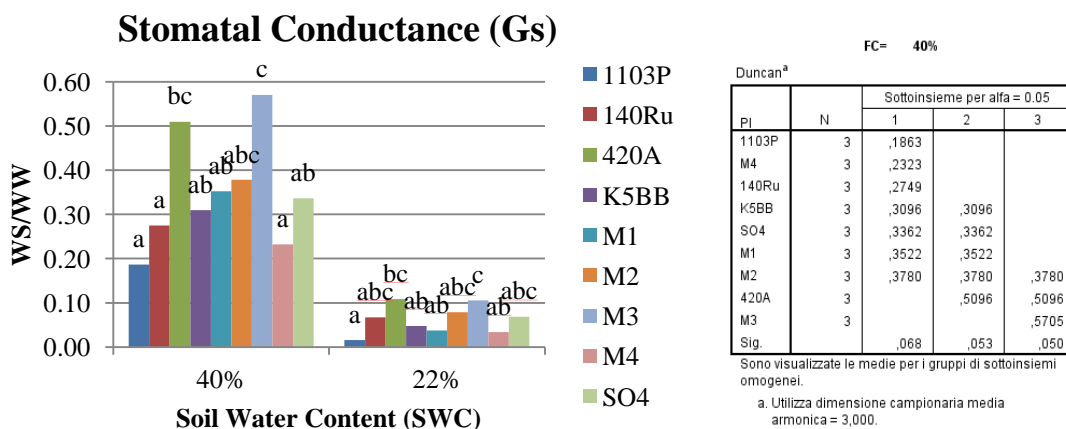 Stomatal Conductance (Gs)
WS/WW
0.60
0.50
0.40
0.30
0.20
0.10
0.00
a
a
bc
ab
ab
abc
c
a
ab
a
abc
bc
ab
ab
abc
c
ab
abc
40%
22%
Soil Water Content (SWC)
1103P
140Ru
420A
K5BB
M1
M2
M3
M4
SO4
FC= 40%
Duncanª
PI N Sottoinsieme per alfa = 0.05
1 2 3
1103P 3 ,1863
M4 3 ,2323
140Ru 3 ,2749
K5BB 3 ,3096 ,3096
SO4 3 ,3362 ,3362
M1 3 ,3522 ,3522
M2 3 ,3780 ,3780 ,3780
420A 3 ,5096 ,5096
M3 3 ,5705
Sig. ,068 ,053 ,050
Sono visualizzate le medie per i gruppi di sottoinsiemi
omogenei.
a. Utilizza dimensione campionaria media
armonica = 3,000.